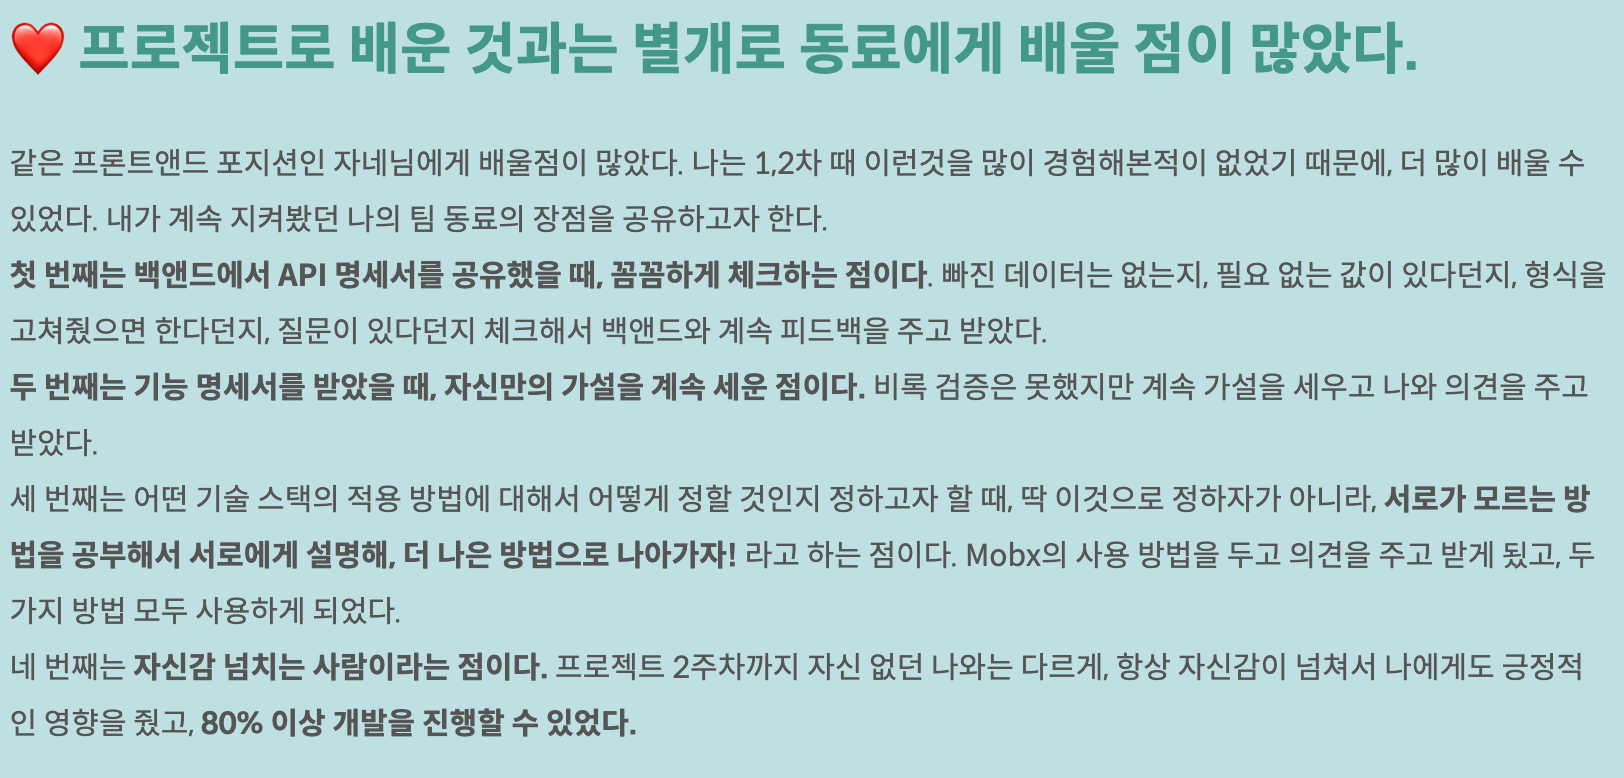 ❤️ 프로젝트로 배운 것과는 별개로 동료에게 배울 점이 많았다.
같은 프론트앤드 포지션인 자네님에게 배울점이 많았다. 나는 1,2차 때 이런것을 많이 경험해본적이 없었기 때문에, 더 많이 배울 수
있었다. 내가 계속 지켜봤던 나의 팀 동료의 장점을 공유하고자 한다.
첫 번째는 백앤드에서 API 명세서를 공유했을 때, 꼼꼼하게 체크하는 점이다. 빠진 데이터는 없는지, 필요 없는 값이 있다던지, 형식을
고쳐줬으면 한다던지, 질문이 있다던지 체크해서 백앤드와 계속 피드백을 주고 받았다.
두 번째는 기능 명세서를 받았을 때, 자신만의 가설을 계속 세운 점이다. 비록 검증은 못했지만 계속 가설을 세우고 나와 의견을 주고
받았다.
세 번째는 어떤 기술 스택의 적용 방법에 대해서 어떻게 정할 것인지 정하고자 할 때, 딱 이것으로 정하자가 아니라, 서로가 모르는 방
법을 공부해서 서로에게 설명해, 더 나은 방법으로 나아가자! 라고 하는 점이다. Mobx의 사용 방법을 두고 의견을 주고 받게 됬고, 두
가지 방법 모두 사용하게 되었다.
네 번째는 자신감 넘치는 사람이라는 점이다. 프로젝트 2주차까지 자신 없던 나와는 다르게, 항상 자신감이 넘쳐서 나에게도 긍정적
인 영향을 줬고, 80% 이상 개발을 진행할 수 있었다.